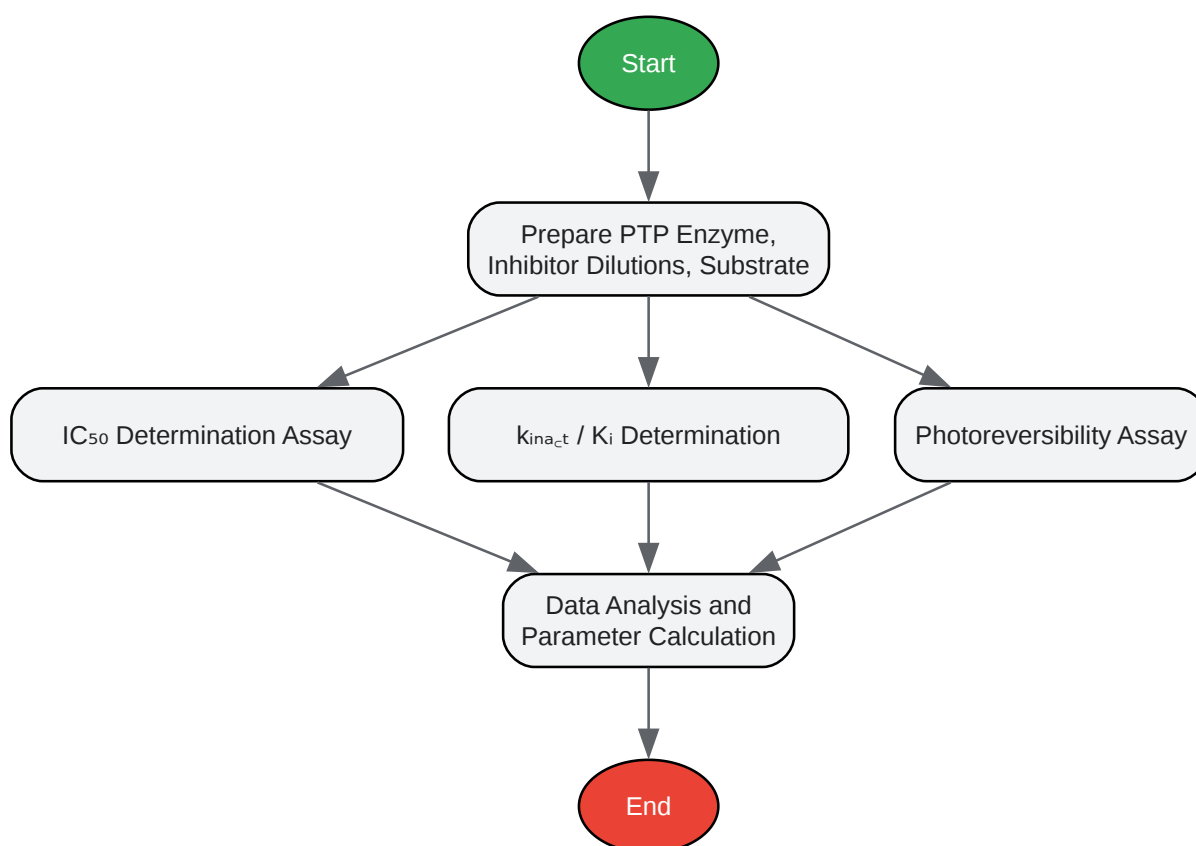 Start
Prepare PTP Enzyme,
Inhibitor Dilutions, Substrate
IC₅₀ Determination Assay
kᵢₙₐ꜀ₜ / Kᵢ Determination
Photoreversibility Assay
Data Analysis and
Parameter Calculation
End